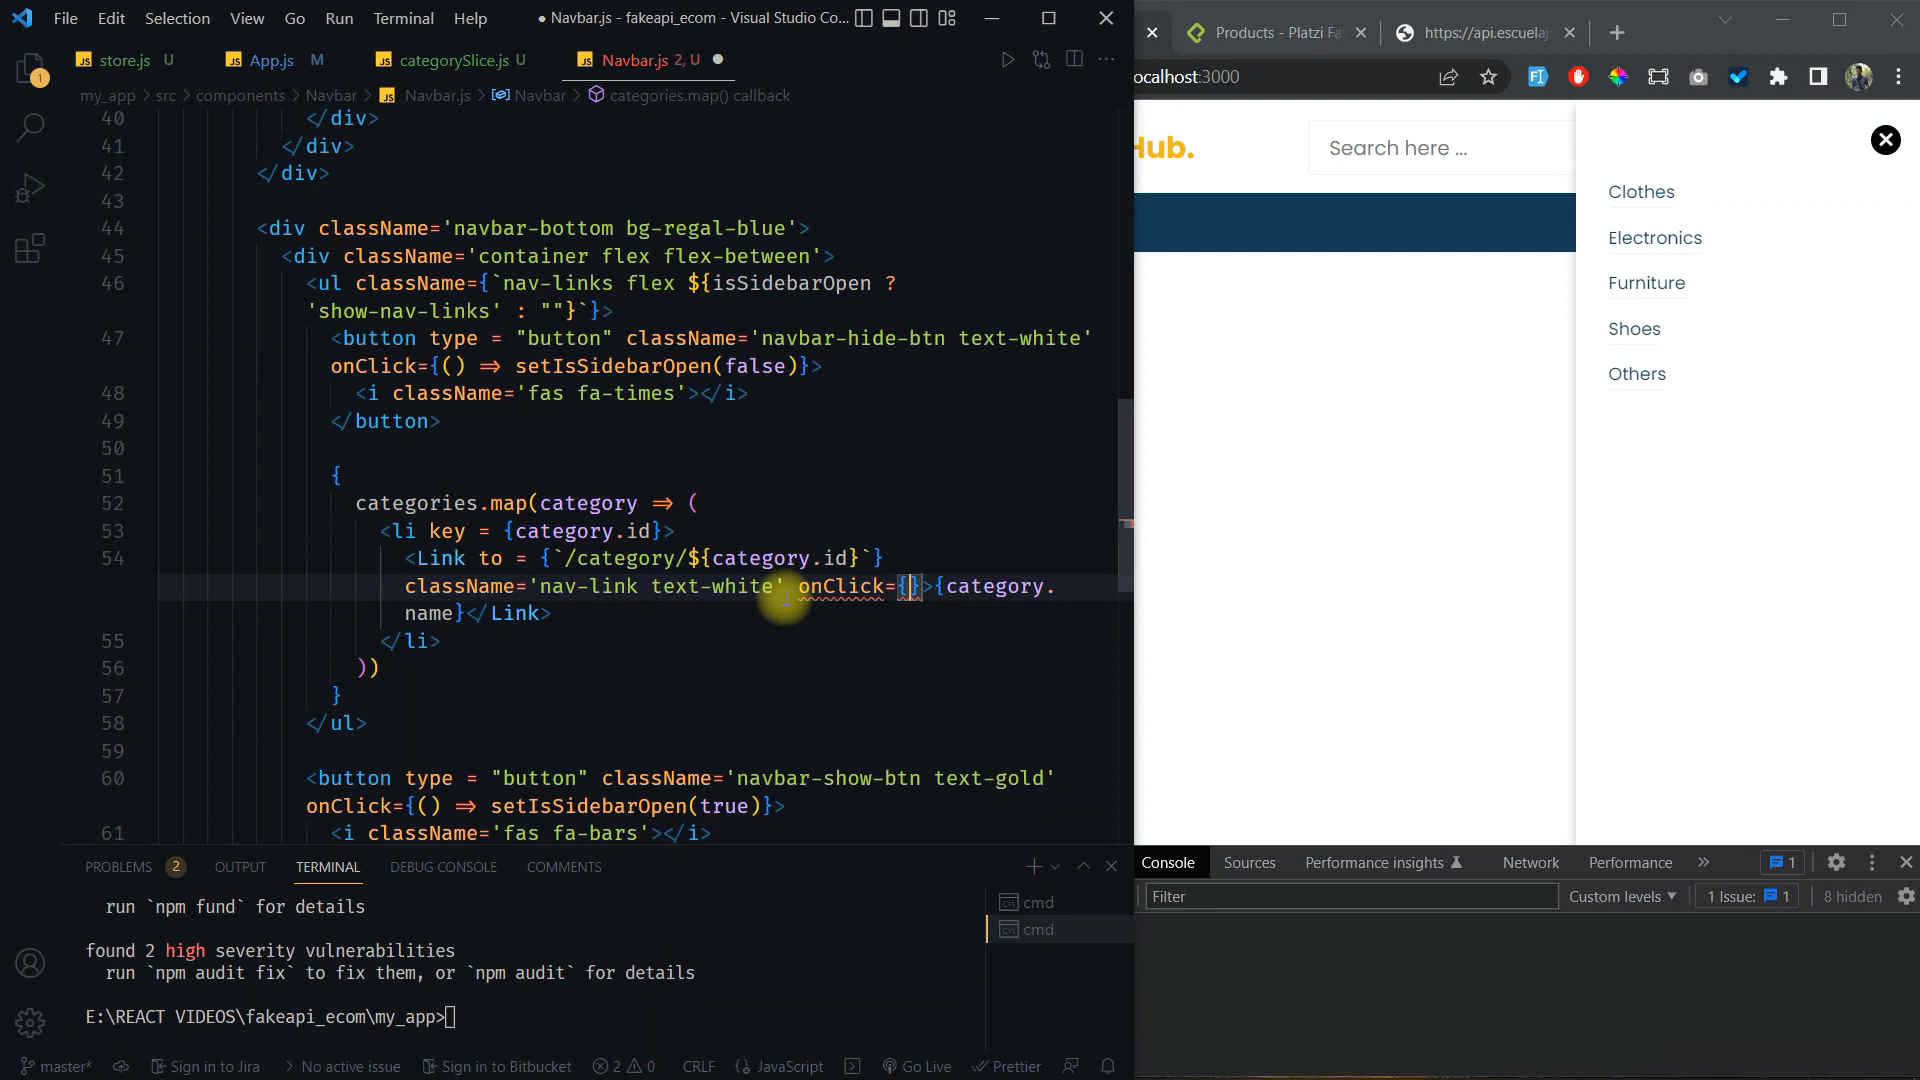 File Edit Selection View Go Run Terminal Help
● Navbar.js - fakeapi_ecom - Visual Studio Co...
store.js U
App.js M
categorySlice.js U
Navbar.js 2, U ●
my_app > src > components > Navbar > Navbar.js > Navbar > categories.map() callback
40 </div>
41 </div>
42 </div>
43
44 <div className='navbar-bottom bg-regal-blue'>
45 <div className='container flex flex-between'>
46 <ul className={`nav-links flex ${isSidebarOpen ?
'show-nav-links' : ""}`}>
47 <button type = "button" className='navbar-hide-btn text-white'
onClick={() => setIsSidebarOpen(false)}>
48 <i className='fas fa-times'></i>
49 </button>
50
51 {
52 categories.map(category => (
53 <li key = {category.id}>
54 <Link to = {`/category/${category.id}`}
className='nav-link text-white' onClick={}>{category.
name}</Link>
55 </li>
56 ))
57 }
58 </ul>
59
60 <button type = "button" className='navbar-show-btn text-gold'
onClick={() => setIsSidebarOpen(true)}>
61 <i className='fas fa-bars'></i>
PROBLEMS 2 OUTPUT TERMINAL DEBUG CONSOLE COMMENTS
run `npm fund` for details
found 2 high severity vulnerabilities
run `npm audit fix` to fix them, or `npm audit` for details
E:\REACT VIDEOS\fakeapi_ecom\my_app>
cmd
cmd
master* Sign in to Jira No active issue Sign in to Bitbucket 2 0 CRLF {} JavaScript Go Live Prettier
1
Products - Platzi Fa
https://api.escuelajs
ocalhost:3000
Hub.
Search here ...
Clothes
Electronics
Furniture
Shoes
Others
Console Sources Performance insights Network Performance » 1
Filter
Custom levels ▼ 1 Issue: 1 8 hidden